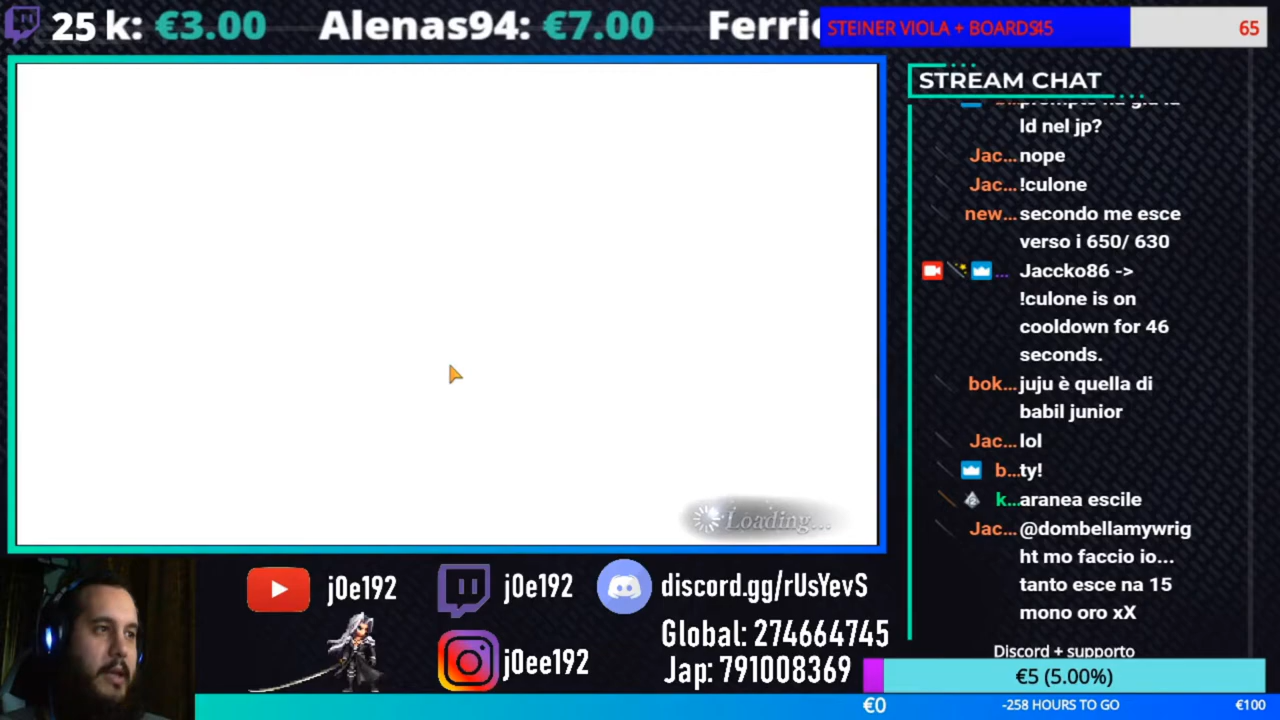 25 k: €3.00 Alenas94: €7.00 Ferri
STEINER VIOLA + BOARDS45 65
STREAM CHAT
ld nel jp?
Jac... nope
Jac... !culone
new... secondo me esce
verso i 650/ 630
... Jaccko86 ->
!culone is on
cooldown for 46
seconds.
bok... juju è quella di
babil junior
Jac... lol
b... ty!
k... aranea escile
Jac... @dombellamywrig
ht mo faccio io...
tanto esce na 15
mono oro xX
Loading...
j0e192
j0e192
discord.gg/rUsYevS
j0ee192
Global: 274664745
Jap: 791008369
Discord + supporto
€5 (5.00%)
€0 -258 HOURS TO GO €100